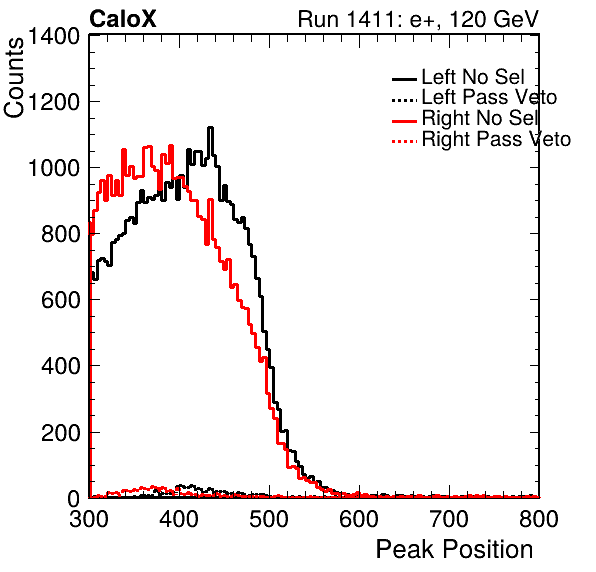 CaloX
Run 1411: e+, 120 GeV
Counts
1400
1200
1000
800
600
400
200
0
Left No Sel
Left Pass Veto
Right No Sel
Right Pass Veto
300 400 500 600 700 800
Peak Position